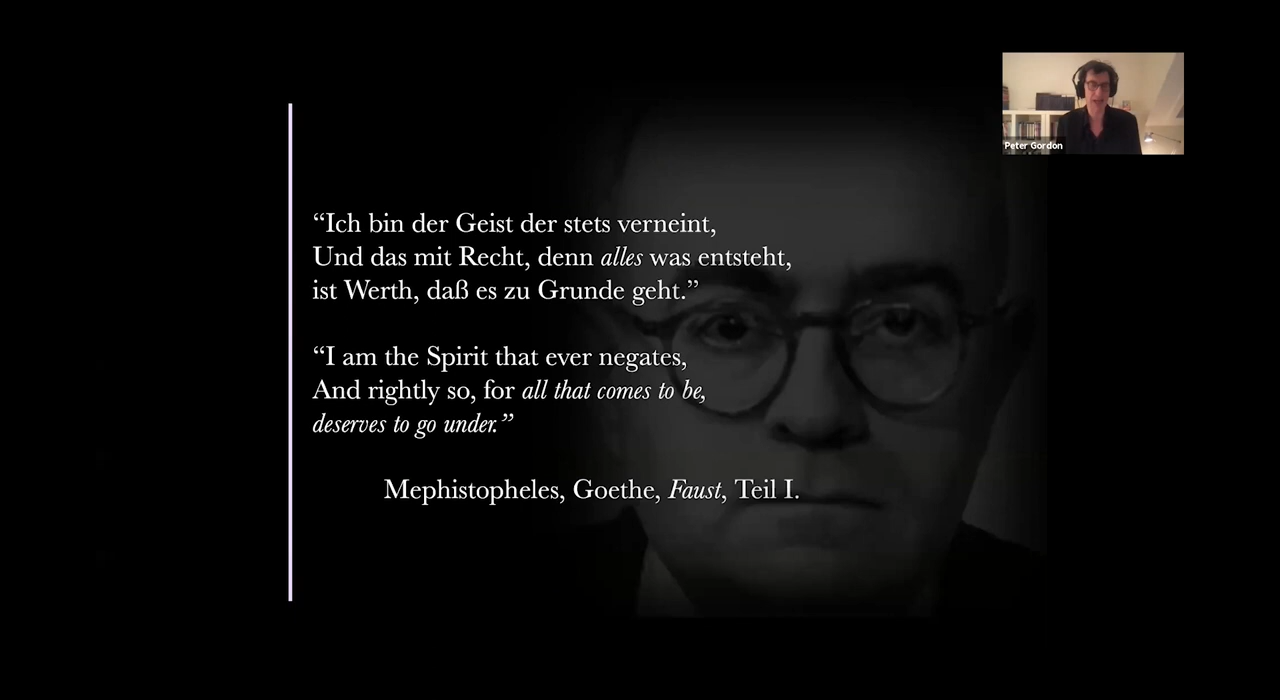 “Ich bin der Geist der stets verneint,
Und das mit Recht, denn alles was entsteht,
ist Werth, daß es zu Grunde geht.”
“I am the Spirit that ever negates,
And rightly so, for all that comes to be,
deserves to go under.”
Mephistopheles, Goethe, Faust, Teil I.
Peter Gordon